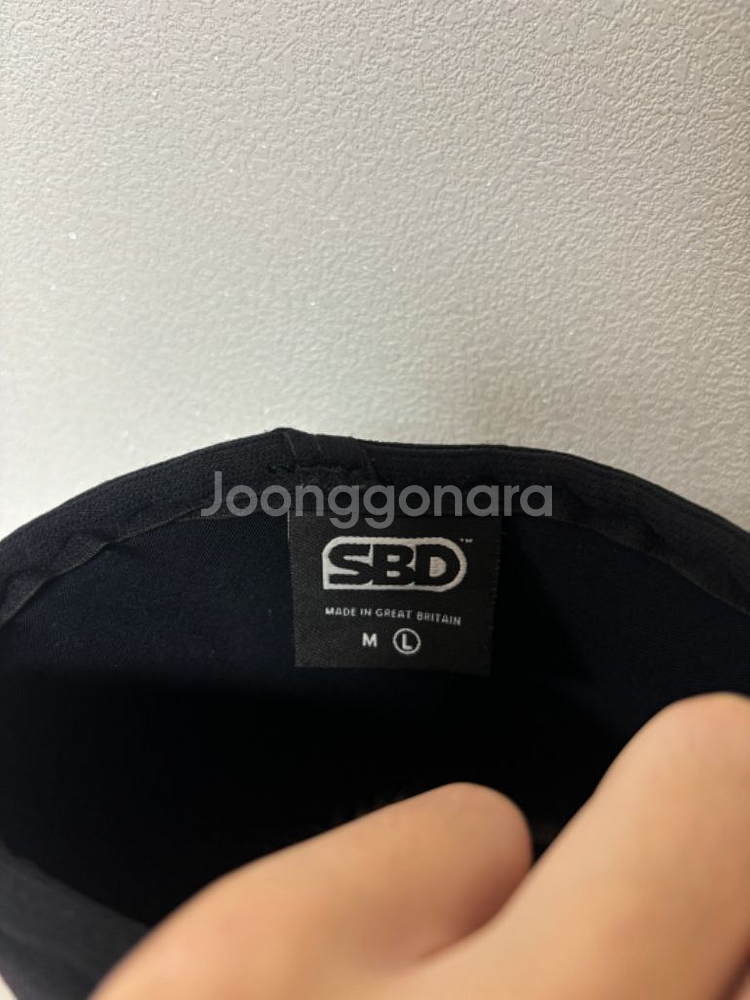 Joonggonara
SBD™
MADE IN GREAT BRITAIN
M Ⓛ